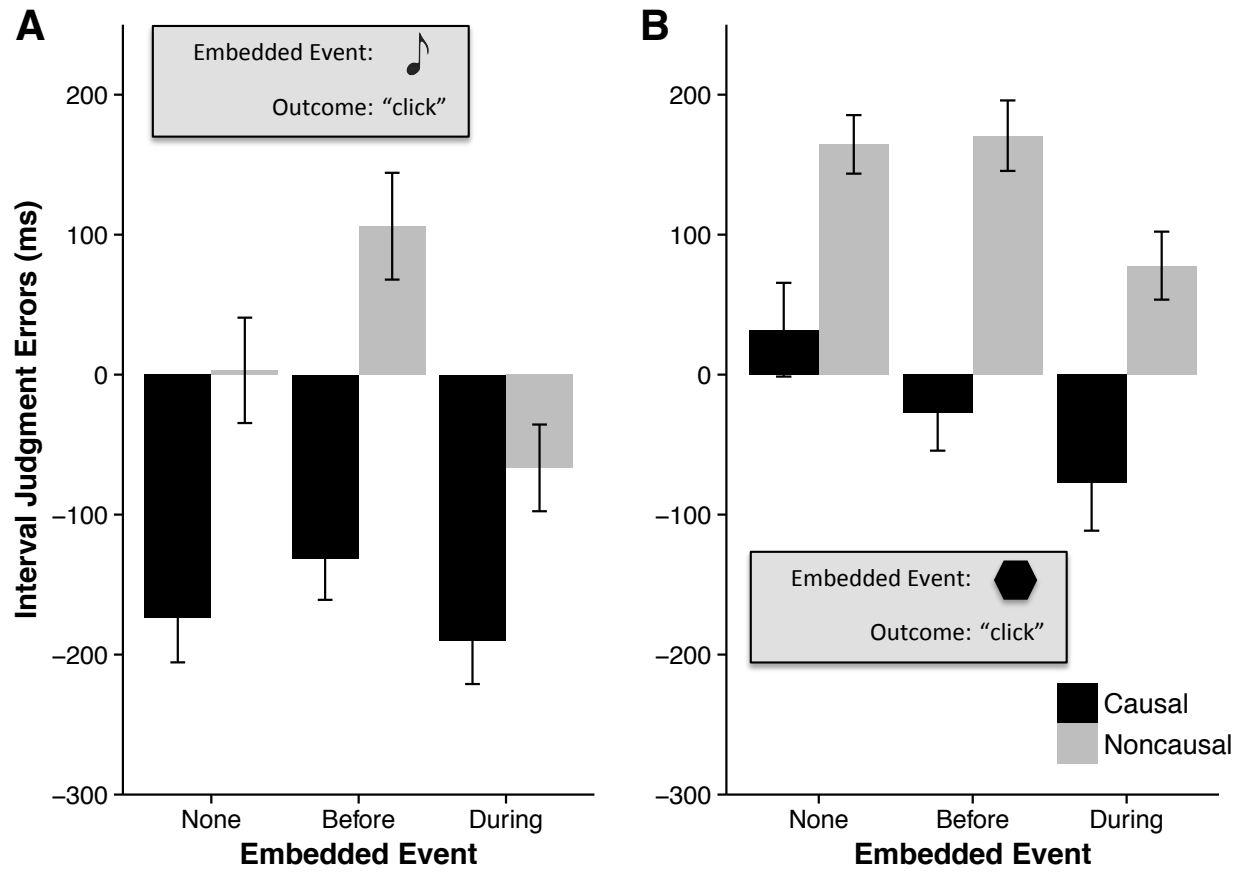 A
Embedded Event:
Outcome: “click”
Interval Judgment Errors (ms)
200
100
0
−100
−200
−300
None Before During
Embedded Event
B
200
100
0
−100
−200
−300
Embedded Event:
Outcome: “click”
Causal
Noncausal
None Before During
Embedded Event